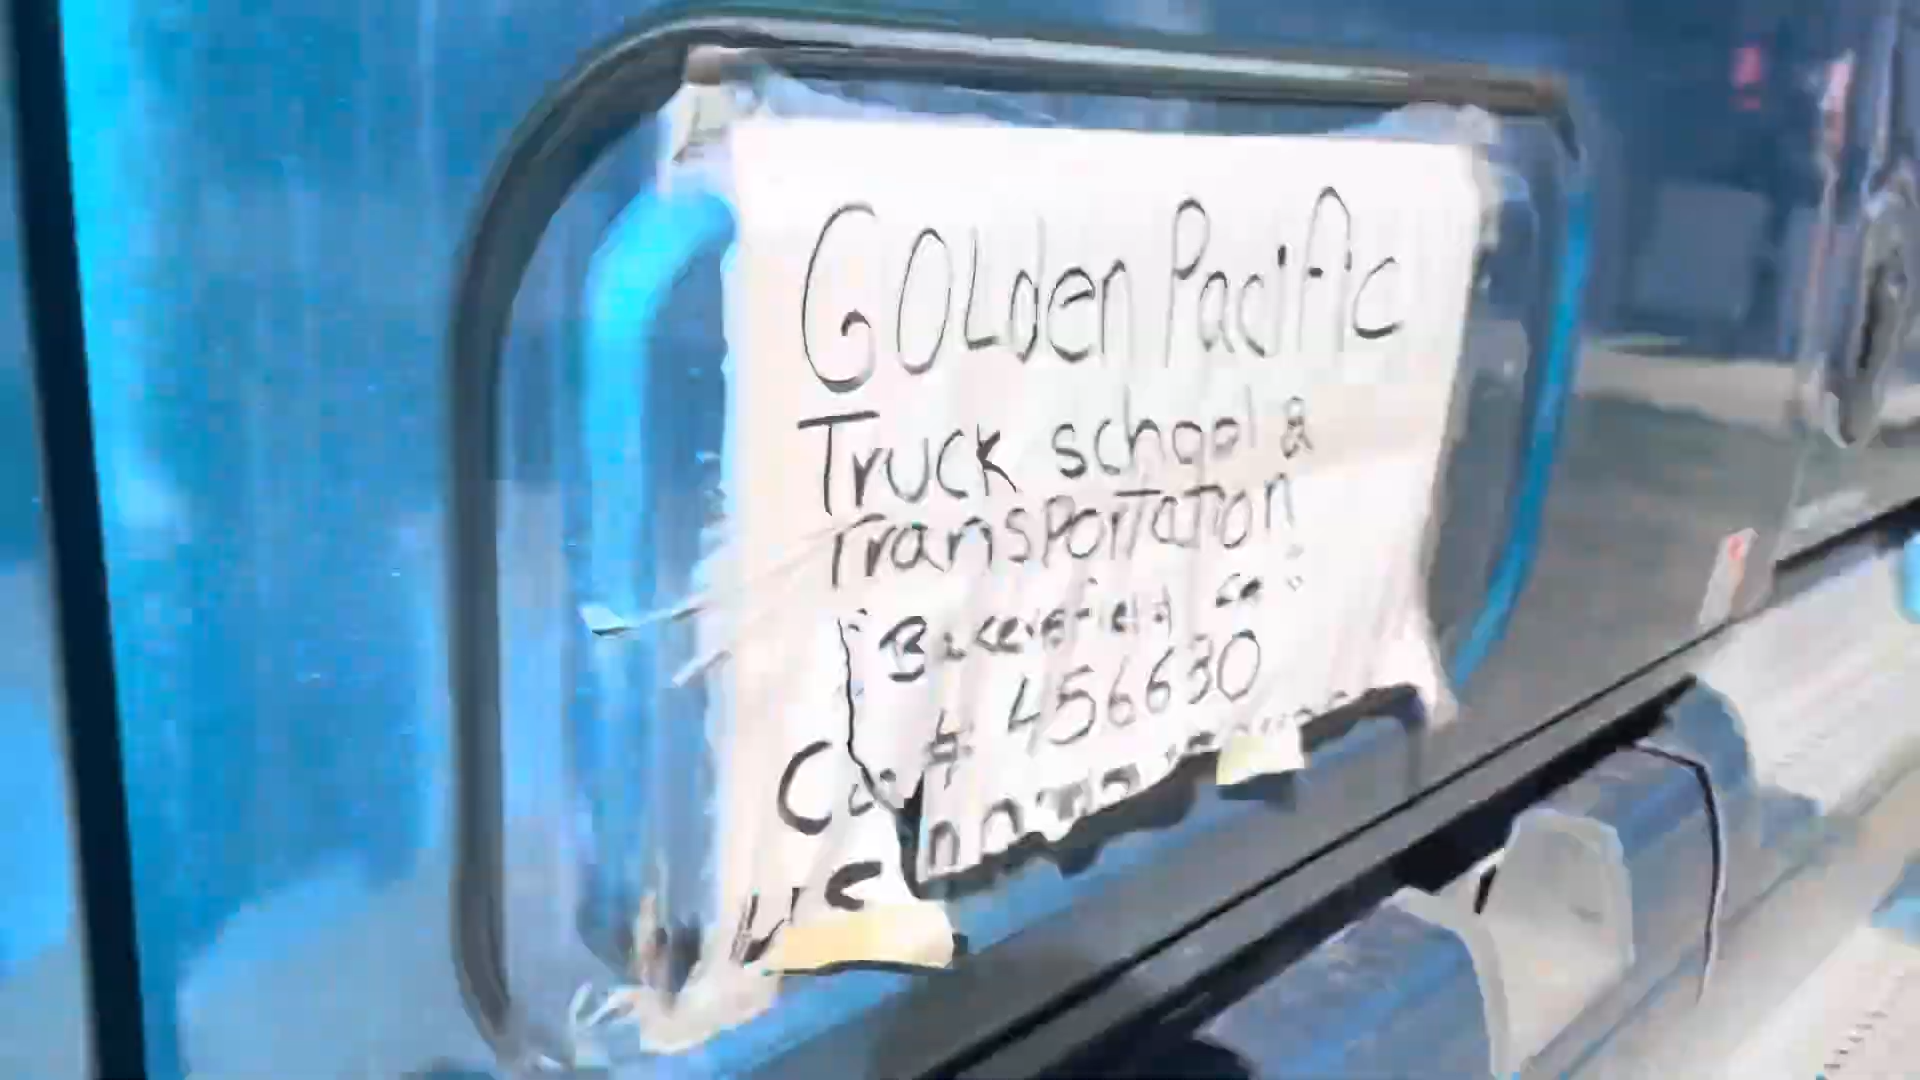 GOLden Pacific
Truck school &
TransPorTaTion
Bakersfield ca
# 456630